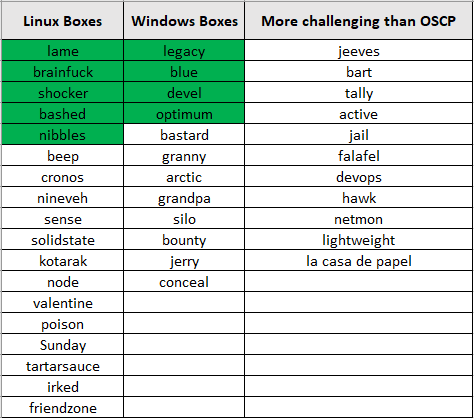 Linux Boxes Windows Boxes More challenging than OSCP
lame legacy jeeves
brainfuck blue bart
shocker devel tally
bashed optimum active
nibbles bastard jail
beep granny falafel
cronos arctic devops
nineveh grandpa hawk
sense silo netmon
solidstate bounty lightweight
kotarak jerry la casa de papel
node conceal
valentine
poison
Sunday
tartarsauce
irked
friendzone